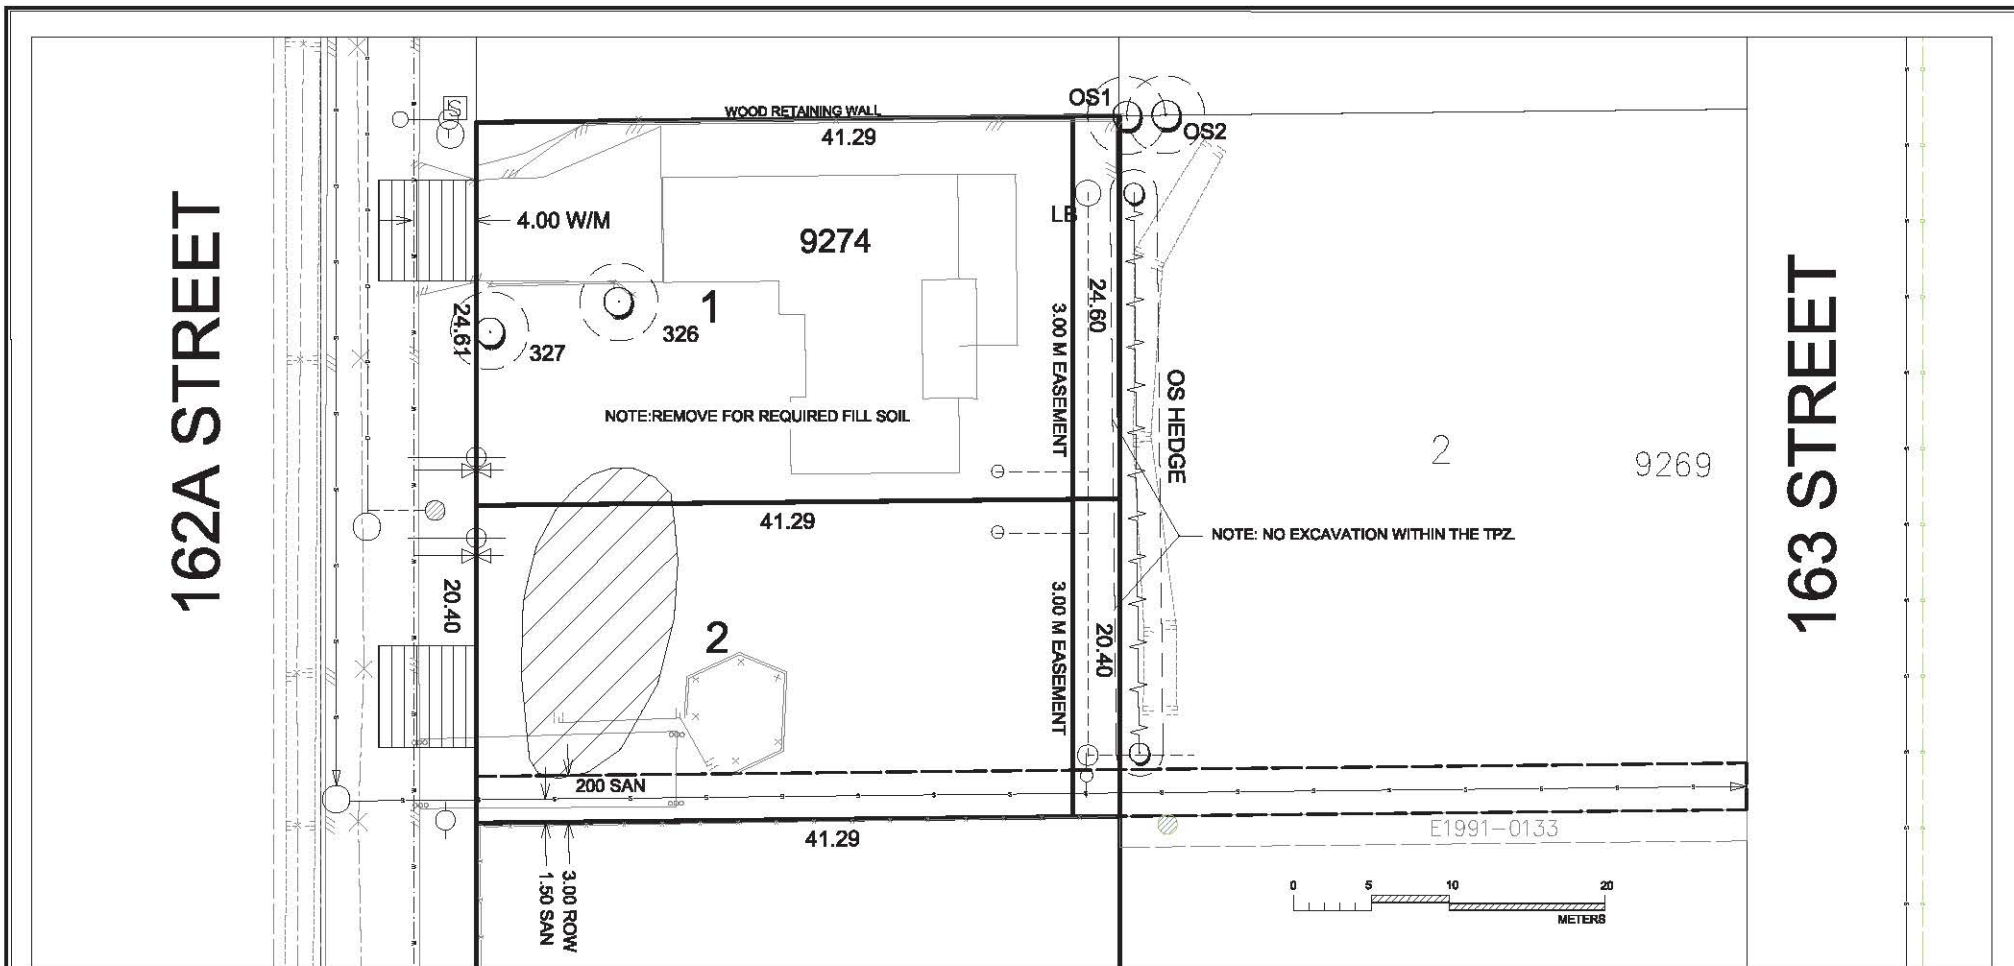 WOOD RETAINING WALL
41.29
OS1
OS2
S
4.00 W/M
9274
LB
162A STREET
24.61
327
326
1
24.60
3.00 M EASEMENT
OS HEDGE
163 STREET
NOTE:REMOVE FOR REQUIRED FILL SOIL
2
9269
41.29
NOTE: NO EXCAVATION WITHIN THE TPZ.
20.40
2
3.00 M EASEMENT
20.40
200 SAN
41.29
E1991-0133
3.00 ROW
1.50 SAN
0 5 10 20
METERS